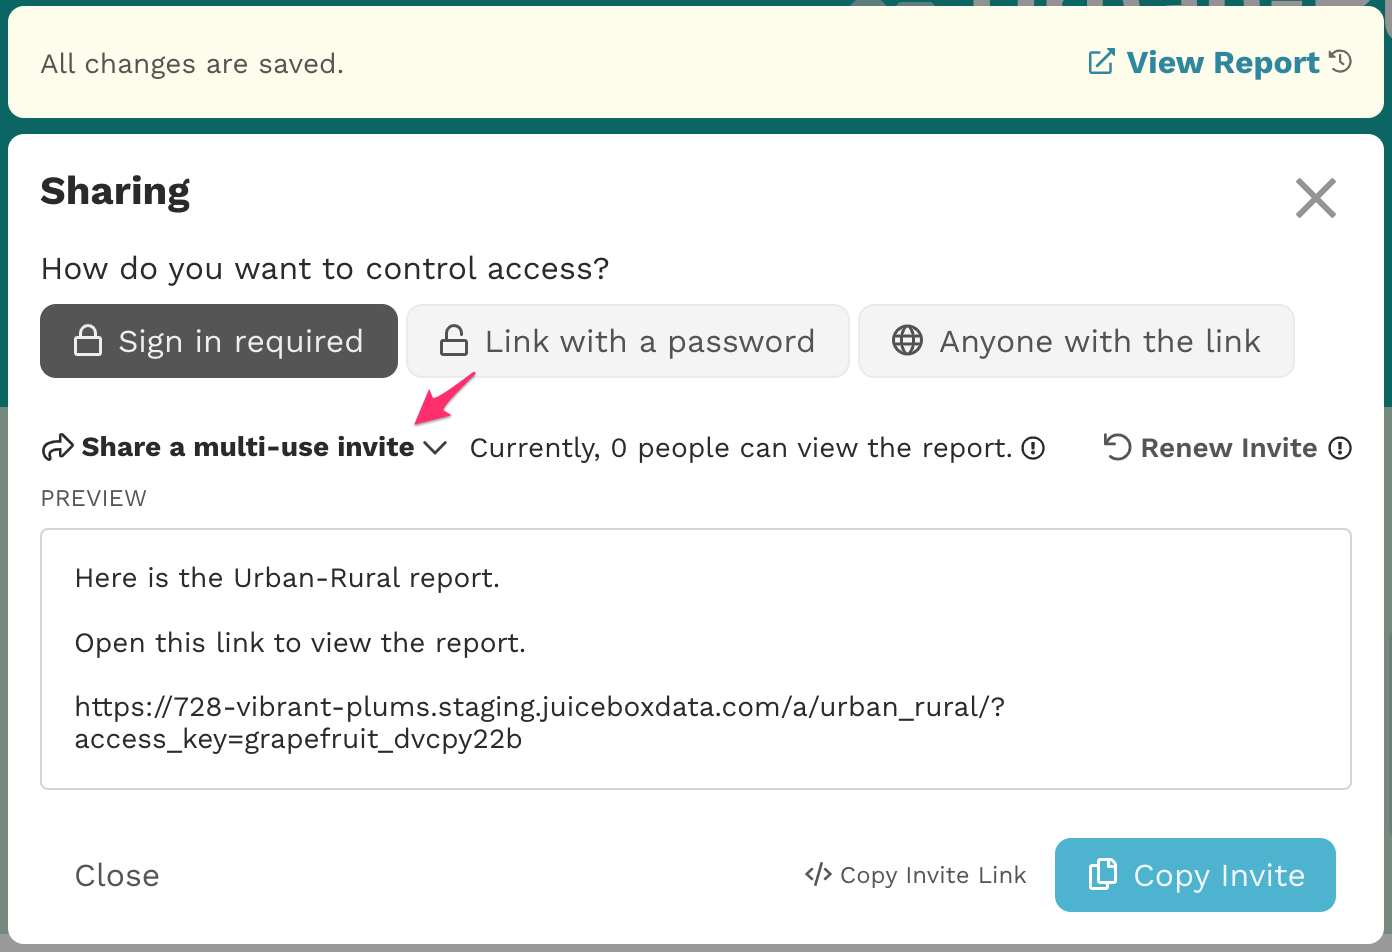 All changes are saved.
View Report
Sharing
How do you want to control access?
Sign in required
Link with a password
Anyone with the link
Share a multi-use invite
Currently, 0 people can view the report.
Renew Invite
PREVIEW
Here is the Urban-Rural report.
Open this link to view the report.
https://728-vibrant-plums.staging.juiceboxdata.com/a/urban_rural/?
access_key=grapefruit_dvcpy22b
Close
</> Copy Invite Link
Copy Invite